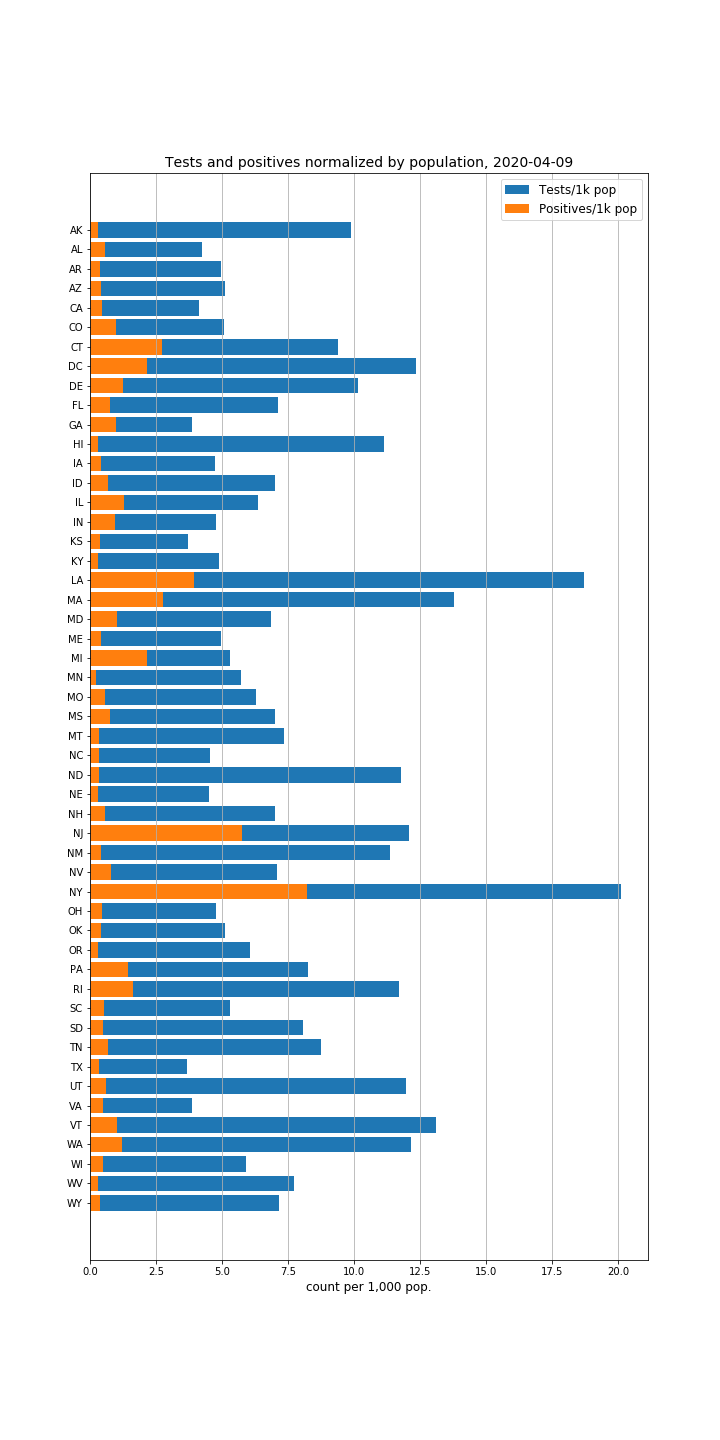 Tests and positives normalized by population, 2020-04-09
Tests/1k pop
Positives/1k pop
AK
AL
AR
AZ
CA
CO
CT
DC
DE
FL
GA
HI
IA
ID
IL
IN
KS
KY
LA
MA
MD
ME
MI
MN
MO
MS
MT
NC
ND
NE
NH
NJ
NM
NV
NY
OH
OK
OR
PA
RI
SC
SD
TN
TX
UT
VA
VT
WA
WI
WV
WY
0.0 2.5 5.0 7.5 10.0 12.5 15.0 17.5 20.0
count per 1,000 pop.